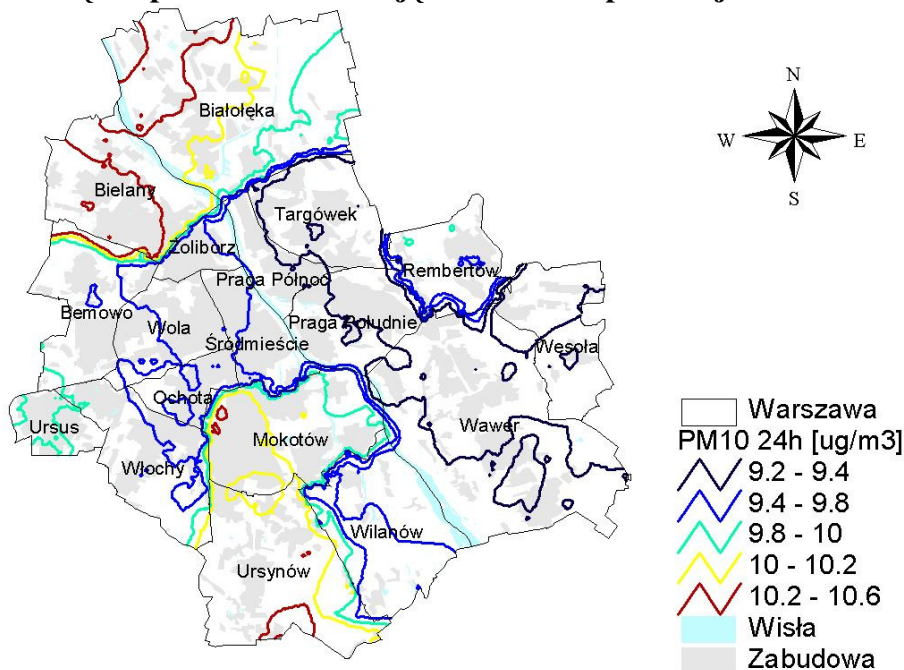 N
W E
S
Białołęka
Bielany
Targówek
Żoliborz
Rembertów
Praga Północ
Bemowo
Wola
Praga Południe
Śródmieście
Wesoła
Ochota
Ursus
Mokotów
Wawer
Włochy
Wilanów
Ursynów
Warszawa
PM10 24h [ug/m3]
9.2 - 9.4
9.4 - 9.8
9.8 - 10
10 - 10.2
10.2 - 10.6
Wisła
Zabudowa